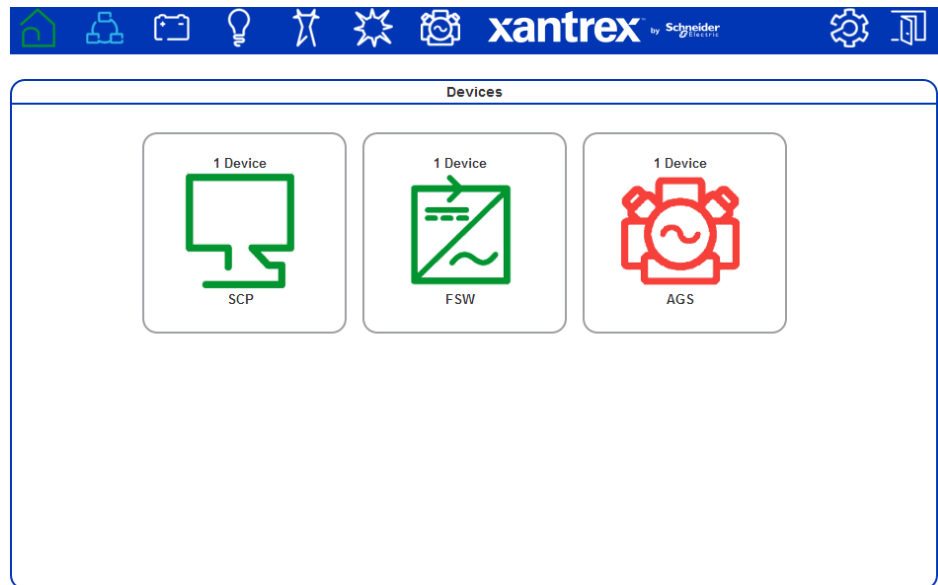 xantrex by Schneider Electric
Devices
1 Device 1 Device 1 Device
SCP FSW AGS